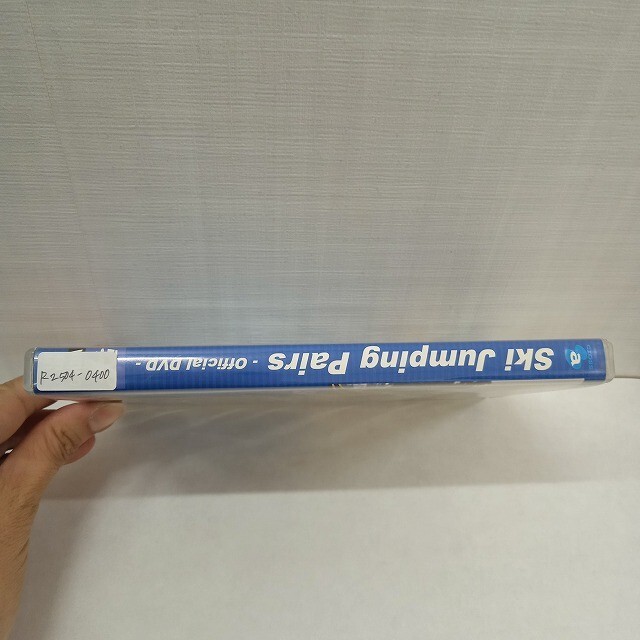 Ski Jumping Pairs - Official DVD -
R2504-0400
a